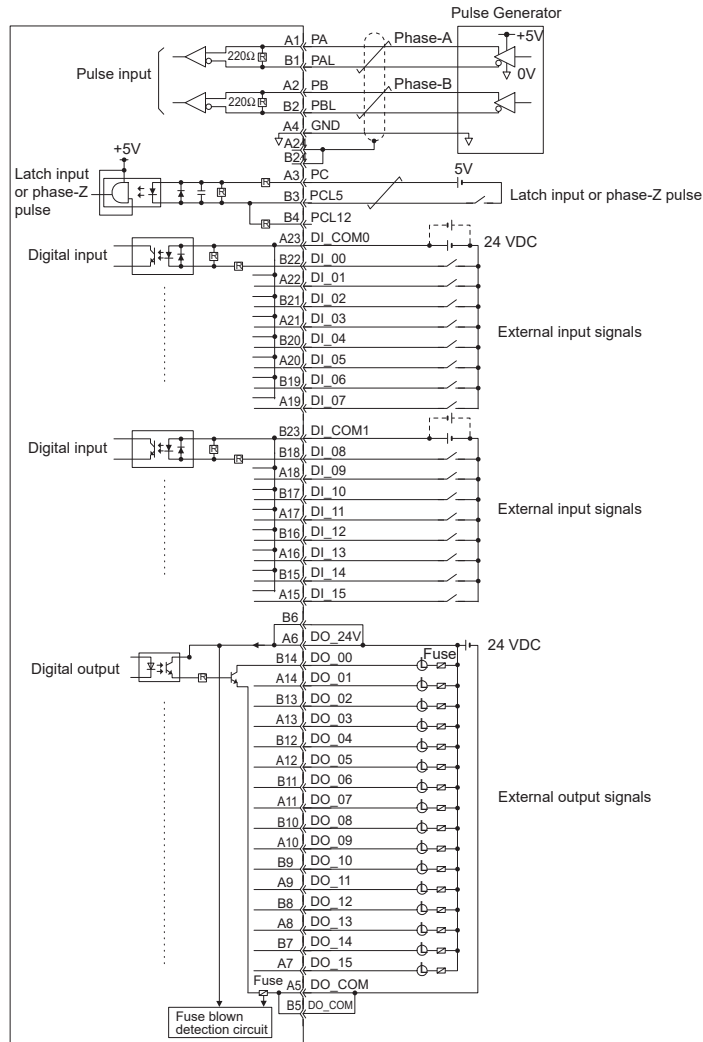 Pulse Generator
A1 PA Phase-A +5V
220Ω R
B1 PAL 0V
Pulse input
A2 PB Phase-B
220Ω R
B2 PBL
A4 GND
A24
B24
+5V
Latch input or phase-Z pulse
A3 PC 5V
R R
B3 PCL5 Latch input or phase-Z pulse
R B4 PCL12
A23 DI_COM0 24 VDC
Digital input R
R B22 DI_00
A22 DI_01
B21 DI_02
A21 DI_03
External input signals
B20 DI_04
A20 DI_05
B19 DI_06
A19 DI_07
B23 DI_COM1
Digital input R
R B18 DI_08
A18 DI_09
B17 DI_10
A17 DI_11
External input signals
B16 DI_12
A16 DI_13
B15 DI_14
A15 DI_15
B6
A6 DO_24V 24 VDC
Fuse
Digital output
R B14 DO_00 L
A14 DO_01 L
B13 DO_02 L
A13 DO_03 L
B12 DO_04 L
A12 DO_05 L
B11 DO_06 L
A11 DO_07 L
External output signals
B10 DO_08 L
A10 DO_09 L
B9 DO_10 L
A9 DO_11 L
B8 DO_12 L
A8 DO_13 L
B7 DO_14 L
A7 DO_15 L
Fuse A5 DO_COM
B5 DO_COM
Fuse blown
detection circuit